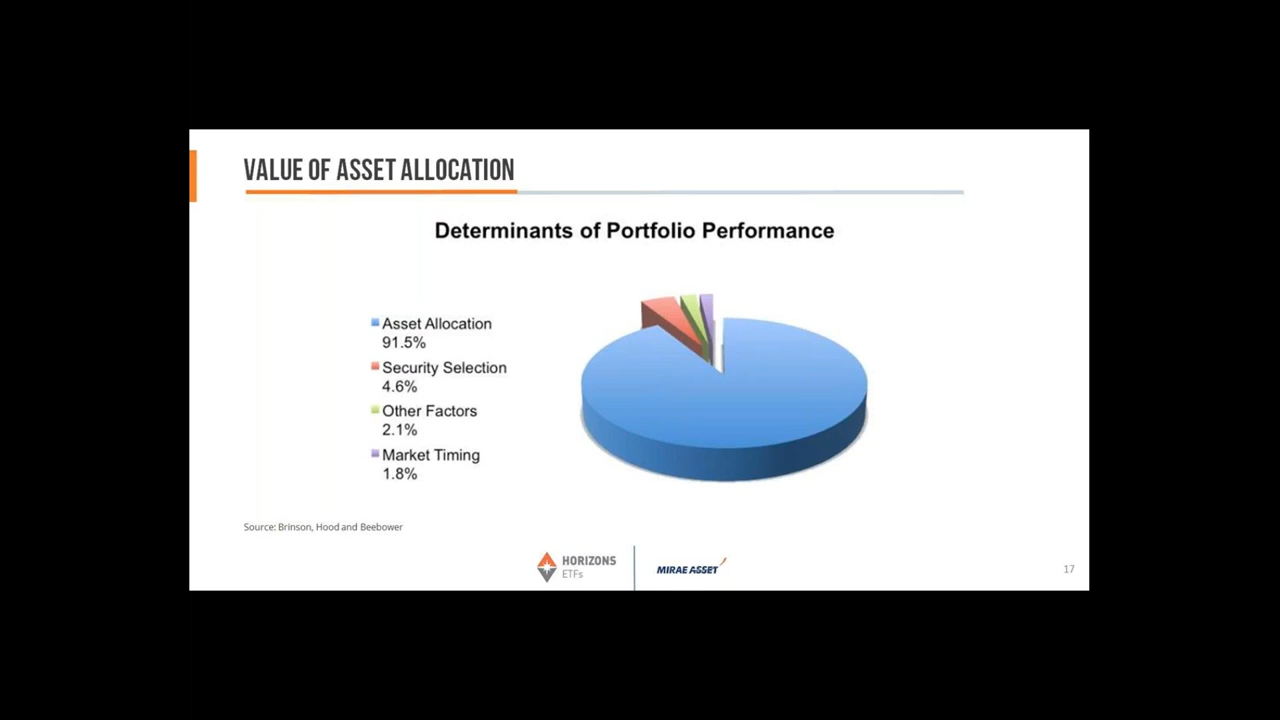 VALUE OF ASSET ALLOCATION
Determinants of Portfolio Performance
Asset Allocation
91.5%
Security Selection
4.6%
Other Factors
2.1%
Market Timing
1.8%
Source: Brinson, Hood and Beebower
HORIZONS
ETFs
MIRAE ASSET
17